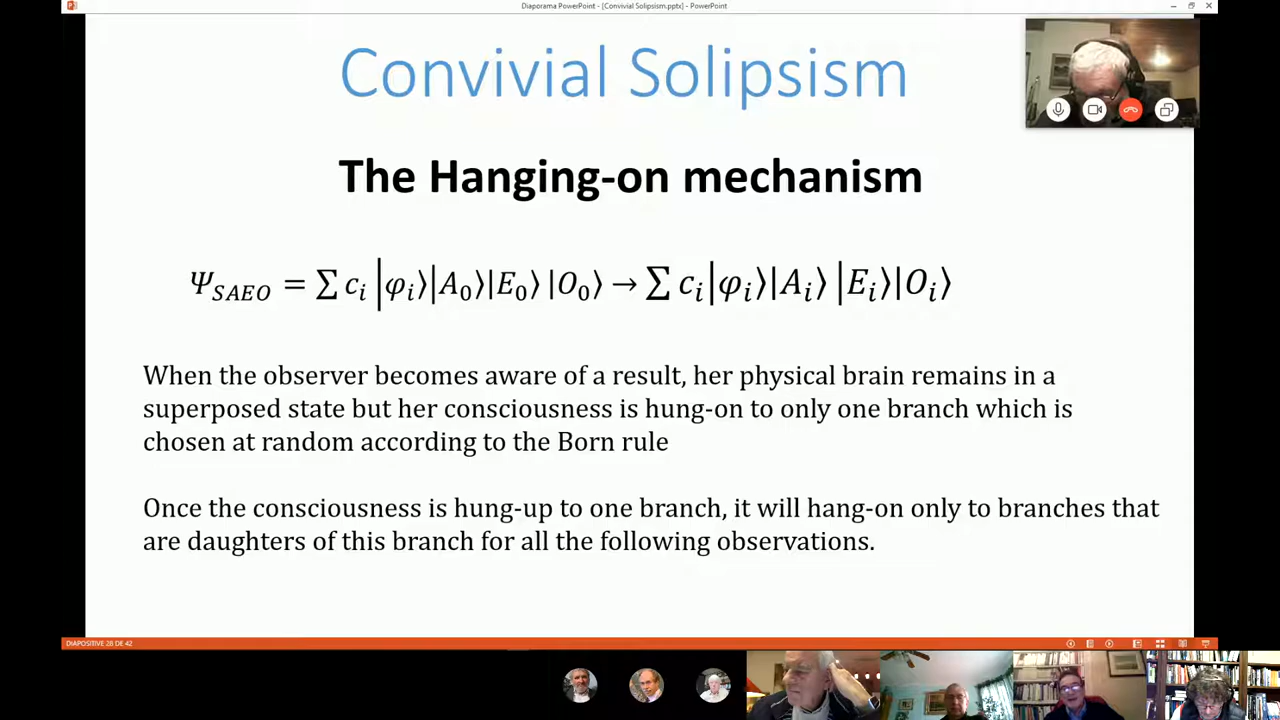 Diaporama PowerPoint - [Convivial Solipsism.pptx] - PowerPoint
Convivial Solipsism
The Hanging-on mechanism
Ψ_SAEO = ∑ c_i |φ_i⟩|A_0⟩|E_0⟩|O_0⟩ → ∑ c_i|φ_i⟩|A_i⟩ |E_i⟩|O_i⟩
When the observer becomes aware of a result, her physical brain remains in a
superposed state but her consciousness is hung-on to only one branch which is
chosen at random according to the Born rule
Once the consciousness is hung-up to one branch, it will hang-on only to branches that
are daughters of this branch for all the following observations.
DIAPOSITIVE 28 DE 42